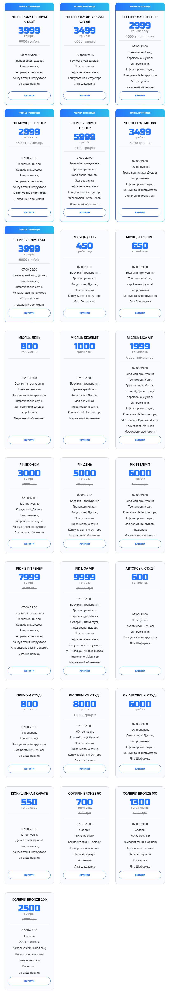 ЧОРНА П'ЯТНИЦЯ
ЧП ПІВРОКУ ПРЕМІУМ
СТУДІЇ
3999
грн/рік
8000 грн/рік
60 тренувань
Групові студії, Душові,
Зал розминки,
Інфрачервона сауна,
Консультація інструктора
Ліга Шафарика
КУПИТИ
ЧОРНА П'ЯТНИЦЯ
ЧП ПІВРОКУ АВТОРСЬКІ
СТУДІЇ
3499
грн/рік
6000 грн/рік
60 тренувань
Групові студії, Душові,
Зал розминки,
Інфрачервона сауна,
Консультація інструктора
Ліга Шафарика
КУПИТИ
ЧОРНА П'ЯТНИЦЯ
ЧП ПІВРОКУ + ТРЕНЕР
2999
грн/півроку
6000 грн/півроку
07:00-23:00
Тренажерний зал,
Кардіозона, Душові,
Зал розминки,
Інфрачервона сауна,
Консультація інструктора
50 тренувань
Локальний абонемент
КУПИТИ
ЧОРНА П'ЯТНИЦЯ
ЧП МІСЯЦЬ + ТРЕНЕР
2999
грн/місяць
4500 грн/місяць
07:00-23:00
Тренажерний зал,
Кардіозона, Душові,
Зал розминки,
Інфрачервона сауна,
Консультація інструктора
10 тренувань з тренером
Локальний абонемент
КУПИТИ
ЧОРНА П'ЯТНИЦЯ
ЧП РІК БЕЗЛІМІТ +
ТРЕНЕР
5999
грн/рік
8400 грн/рік
07:00-23:00
Безлімітні тренування
Тренажерний зал,
Кардіозона, Душові,
Зал розминки,
Інфрачервона сауна,
Консультація інструктора
10 тренувань з тренером
Локальний абонемент
КУПИТИ
ЧОРНА П'ЯТНИЦЯ
ЧП РІК БЕЗЛІМІТ 100
3499
грн/рік
6000 грн/рік
07:00-23:00
100 тренувань
Тренажерний зал, Душові,
Зал розминки,
Інфрачервона сауна,
Консультація інструктора
Локальний абонемент
КУПИТИ
ЧОРНА П'ЯТНИЦЯ
ЧП РІК БЕЗЛІМІТ 144
3999
грн/рік
6000 грн/рік
07:00-23:00
Тренажерний зал, Душові,
Зал розминки,
Інфрачервона сауна,
Консультація інструктора
144 тренування
Локальний абонемент
КУПИТИ
МІСЯЦЬ ДЕНЬ
450
грн/місяць
07:00-17:00
Безлімітні тренування
Тренажерний зал,
Кардіозона, Душові,
Зал розминки,
Консультація інструктора
Ліга Левандівка
КУПИТИ
МІСЯЦЬ БЕЗЛІМІТ
650
грн/місяць
07:00-23:00
Безлімітні тренування
Тренажерний зал,
Кардіозона, Душові,
Зал розминки,
Консультація інструктора
Ліга Левандівка
КУПИТИ
МІСЯЦЬ ДЕНЬ
800
грн/місяць
07:00-17:00
Безлімітні тренування
Тренажерний зал,
Консультація інструктора,
Інфрачервона сауна,
Зал розминки, Душові,
Кардіозона
Мережевий абонемент
КУПИТИ
МІСЯЦЬ БЕЗЛІМІТ
1000
грн/місяць
07:00-23:00
Безлімітні тренування
Тренажерний зал,
Кардіозона, Душові,
Зал розминки,
Інфрачервона сауна,
Консультація інструктора
Мережевий абонемент
КУПИТИ
МІСЯЦЬ LIGA VIP
1999
грн/місяць
6000 грн/місяць
07:00-23:00
Безлімітні тренування
Тренажерний зал,
Групові студії, Масаж,
Солярій, Дитячі студії,
Кардіозона, Душові,
Зал розминки,
Інфрачервона сауна,
Консультація інструктора,
VIP - шафка, Рушник, Масаж,
Косметолог, Манікюр
Мережевий абонемент
КУПИТИ
РІК ЕКОНОМ
3000
грн/рік
6000 грн
12:00-17:00
120 тренувань
Кардіозона, Душові,
Зал розминки,
Інфрачервона сауна,
Консультація інструктора
Локальний абонемент
КУПИТИ
РІК ДЕНЬ
5000
грн/рік
10000 грн
07:00-17:00
Безлімітні тренування
Тренажерний зал,
Кардіозона, Душові,
Зал розминки,
Інфрачервона сауна,
Консультація інструктора
Мережевий абонемент
КУПИТИ
РІК БЕЗЛІМІТ
6000
грн/рік
12000 грн
07:00-23:00
Безлімітні тренування
Тренажерний зал,
Консультація інструктора,
Інфрачервона сауна,
Зал розминки, Душові,
Кардіозона
Мережевий абонемент
КУПИТИ
РІК + ВІП ТРЕНЕР
7999
грн/рік
9500 грн
07:00-23:00
Безлімітні тренування
Тренажерний зал,
Кардіозона, Душові,
Зал розминки,
Інфрачервона сауна,
Консультація інструктора
10 тренувань з ВІП тренером
Ліга Шафарика
КУПИТИ
РІК LIGA VIP
9999
грн/рік
25000 грн
07:00-23:00
Безлімітні тренування
Тренажерний зал,
Групові студії, Масаж,
Солярій, Дитячі студії,
Кардіозона, Душові,
Зал розминки,
Інфрачервона сауна,
Консультація інструктора,
VIP - шафка, Рушник, Масаж,
Косметолог, Манікюр
Мережевий абонемент
КУПИТИ
АВТОРСЬКІ СТУДІЇ
600
грн/місяць
07:00-23:00
8 тренувань
Групові студії, Душові,
Зал розминки,
Консультація інструктора
Ліга Шафарика
КУПИТИ
ПРЕМІУМ СТУДІЇ
800
грн/місяць
07:00-23:00
8 тренувань
Групові студії,
Консультація інструктора,
Зал розминки, Душові
Ліга Шафарика
КУПИТИ
РІК ПРЕМІУМ СТУДІЇ
8000
грн/рік
12000 грн/рік
07:00-23:00
100 тренувань
Групові студії, Душові,
Зал розминки,
Інфрачервона сауна,
Консультація інструктора
Ліга Шафарика
КУПИТИ
РІК АВТОРСЬКІ СТУДІЇ
6000
грн/рік
07:00-23:00
100 тренувань
Дитячі студії, Душові,
Зал розминки,
Інфрачервона сауна,
Консультація інструктора
Ліга Шафарика
КУПИТИ
КІОКУШИНКАЙ КАРАТЕ
550
грн/місяць
07:00-23:00
12 тренувань
Дитячі студії, Душові,
Зал розминки,
Консультація інструктора
Ліга Шафарика
КУПИТИ
СОЛЯРІЙ BRONZE 50
700
грн/місяць
750 грн
07:00-23:00
Солярій
50 хв засмаги
Комплект стікіні (наліпок)
Одноразова шапочка
Захисні окуляри
Косметика
Ліга Шафарика
КУПИТИ
СОЛЯРІЙ BRONZE 100
1300
грн/3 місяці
1500 грн
07:00-23:00
Солярій
100 хв засмаги
Комплект стікіні (наліпок)
Одноразова шапочка
Захисні окуляри
Косметика
Ліга Шафарика
КУПИТИ
СОЛЯРІЙ BRONZE 200
2500
грн/рік
3000 грн
07:00-23:00
Солярій
200 хв засмаги
Комплект стікіні (наліпок)
Одноразова шапочка
Захисні окуляри
Косметика
Ліга Шафарика
КУПИТИ